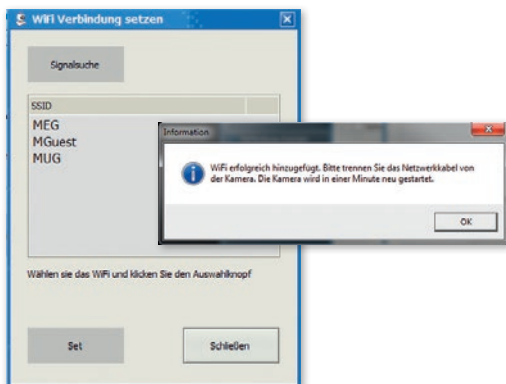 WiFi Verbindung setzen
Signalsuche
SSID
MEG
MGuest
MUG
Information
WiFi erfolgreich hinzugefügt. Bitte trennen Sie das Netzwerkkabel von
der Kamera. Die Kamera wird in einer Minute neu gestartet.
OK
Wählen sie das WiFi und klicken Sie den Auswahlknopf
Set
Schließen